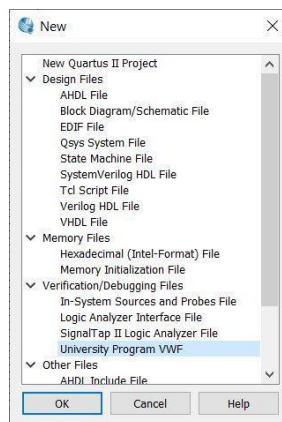 New
New Quartus II Project
Design Files
AHDL File
Block Diagram/Schematic File
EDIF File
Qsys System File
State Machine File
SystemVerilog HDL File
Tcl Script File
Verilog HDL File
VHDL File
Memory Files
Hexadecimal (Intel-Format) File
Memory Initialization File
Verification/Debugging Files
In-System Sources and Probes File
Logic Analyzer Interface File
SignalTap II Logic Analyzer File
University Program VWF
Other Files
AHDL Include File
OK Cancel Help